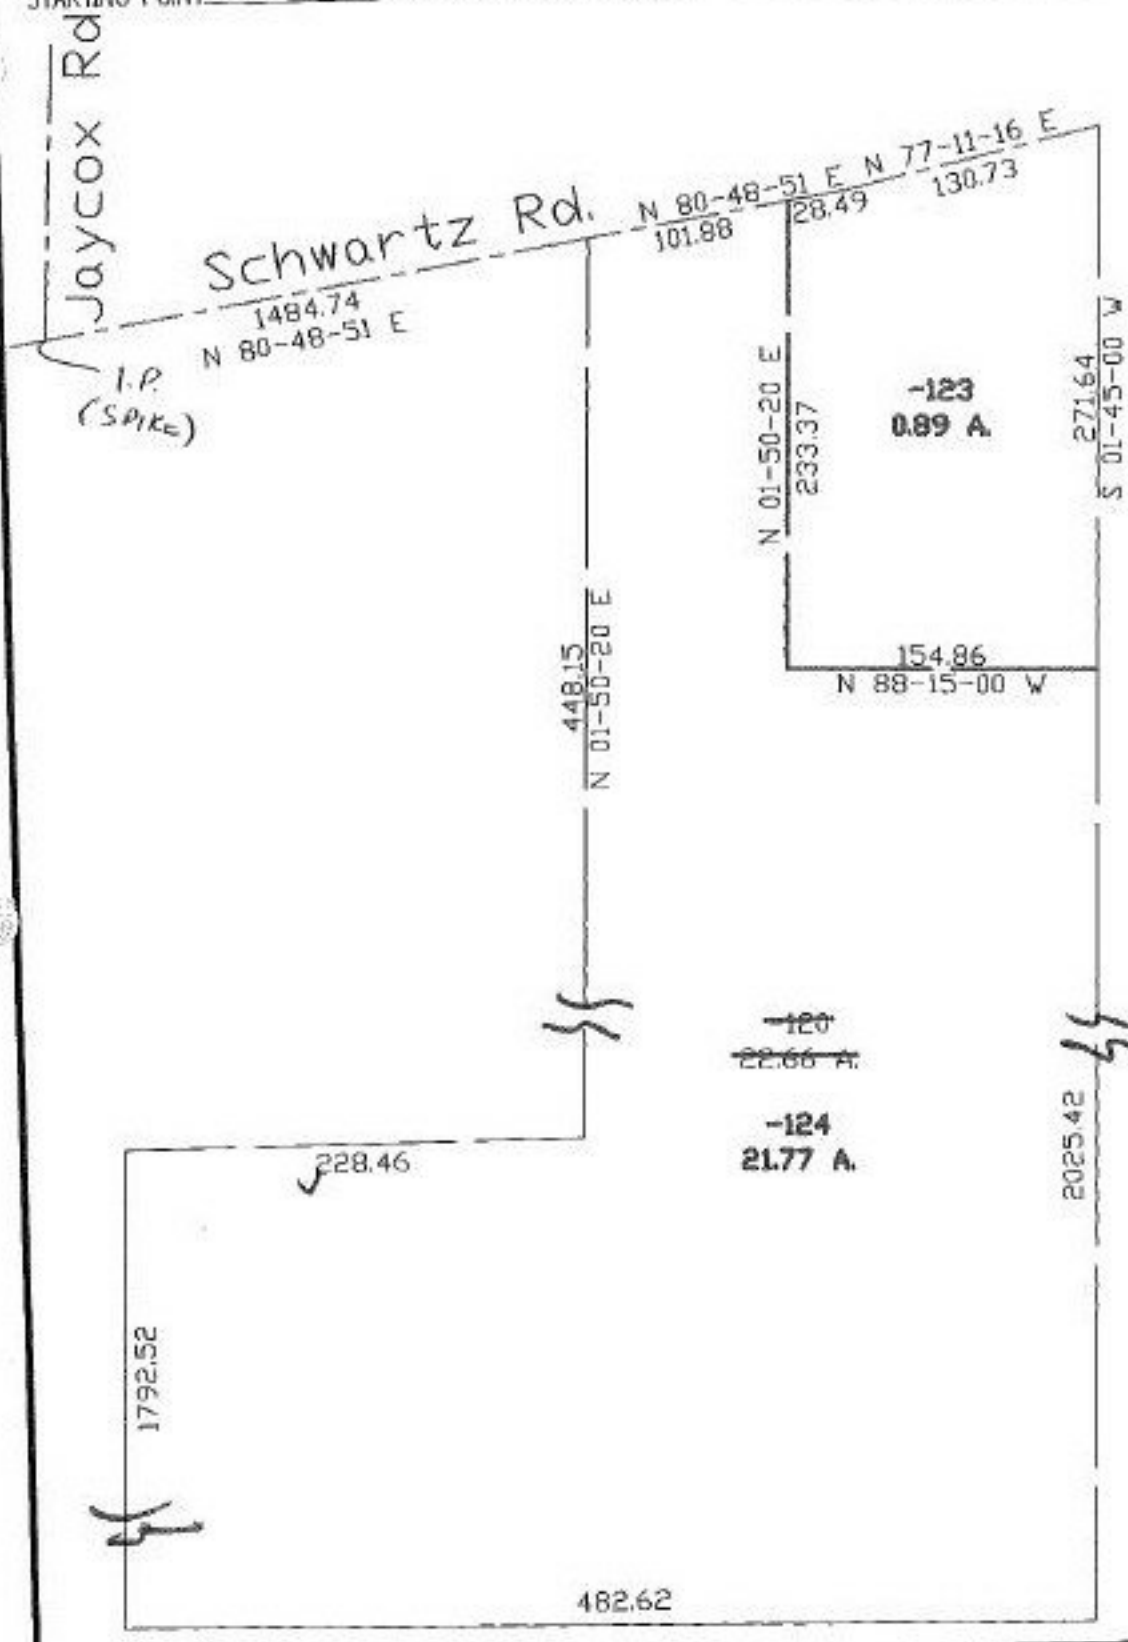 STARTING POINT
Jaycox Rd
Schwartz Rd.
1484.74
N 80-48-51 E
I.P.
(SPIKE)
N 80-48-51 E
101.88
28.49
N 77-11-16 E
130.73
N 01-50-20 E
233.37
-123
0.89 A.
271.64
S 01-45-00 W
154.86
N 88-15-00 W
448.15
N 01-50-20 E
-120
22.66 A.
-124
21.77 A.
2025.42
228.46
1792.52
482.62